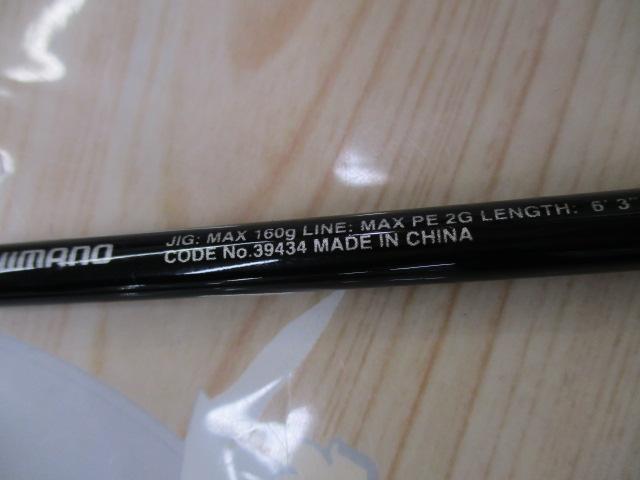 SHIMANO
JIG: MAX 160g LINE: MAX PE 2G LENGTH: 6' 3"
CODE No.39434 MADE IN CHINA